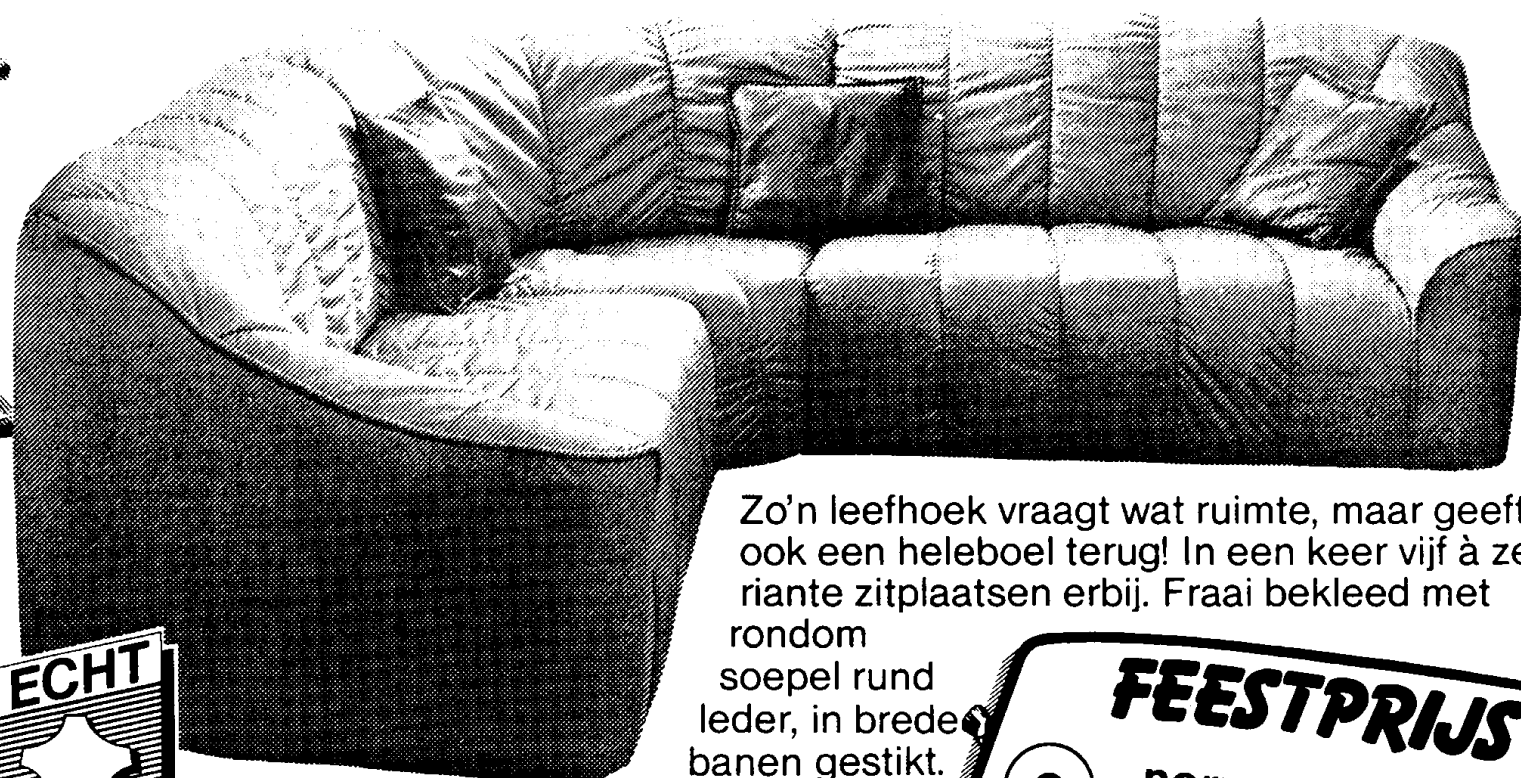 Zo'n leefhoek vraagt wat ruimte, maar geeft
ook een heleboel terug! In een keer vijf à
riante zitplaatsen erbij. Fraai bekleed met
rondom
soepel rund
leder, in brede
banen gestikt.
ECHT
FEESTPRIJS